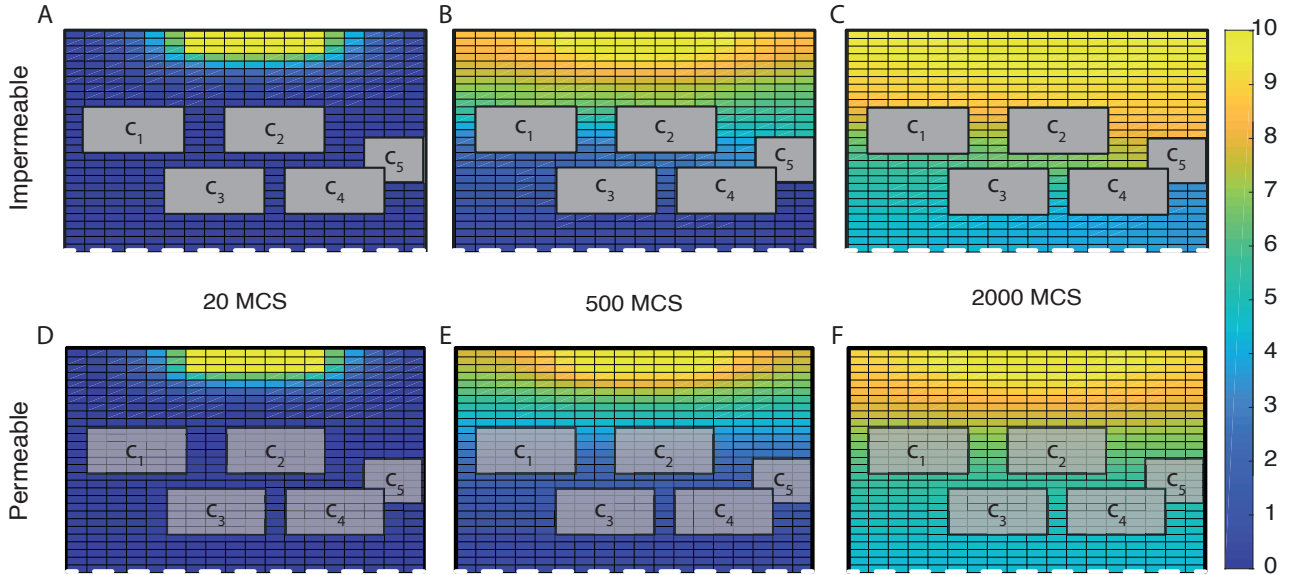 A
B
C
10
Impermeable
C1
C2
C3
C4
C5
C1
C2
C3
C4
C5
C1
C2
C3
C4
C5
9
8
7
6
5
4
3
2
1
0
20 MCS
500 MCS
2000 MCS
D
E
F
Permeable
C1
C2
C3
C4
C5
C1
C2
C3
C4
C5
C1
C2
C3
C4
C5